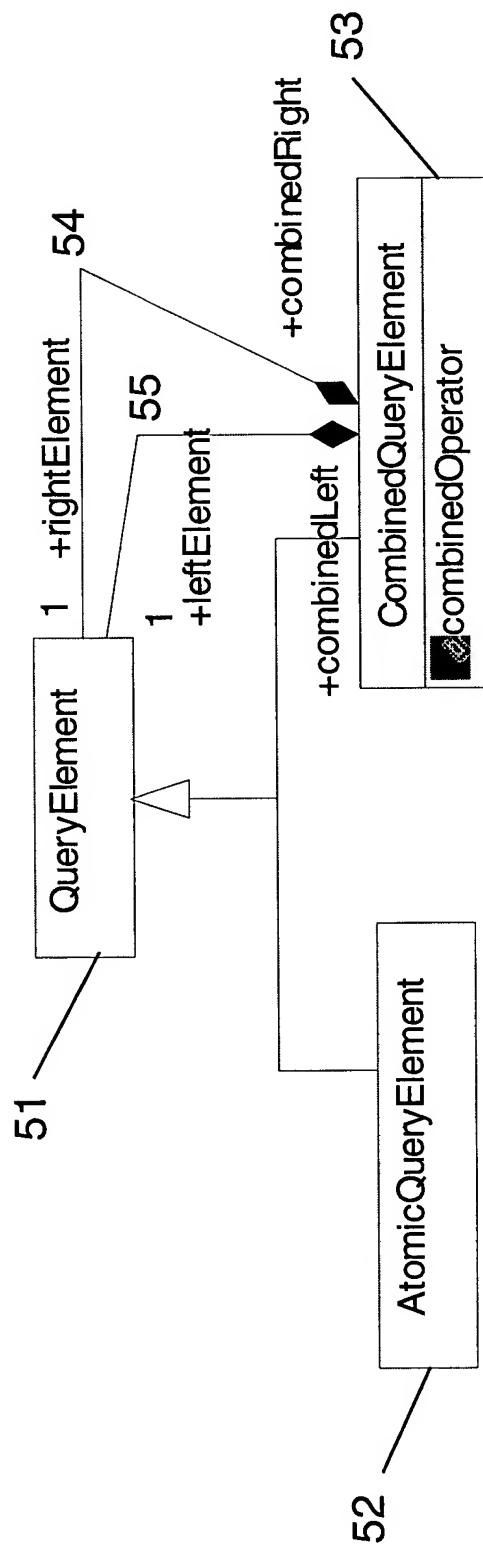 51
QueryElement
1
+rightElement
54
1
+leftElement
55
+combinedLeft
+combinedRight
52
AtomicQueryElement
CombinedQueryElement
combinedOperator
53